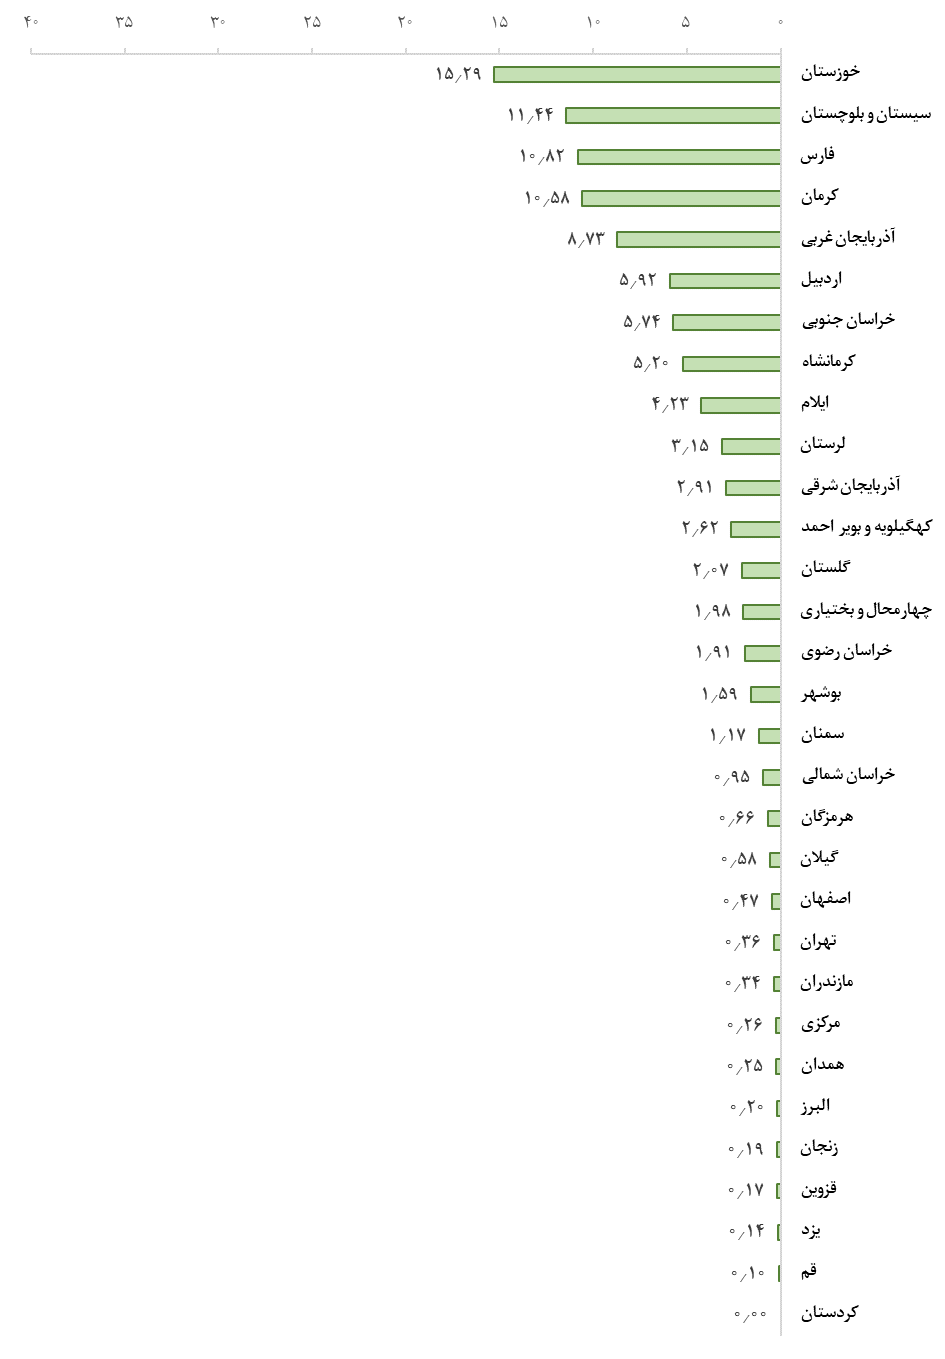 ۴۰ ۳۵ ۳۰ ۲۵ ۲۰ ۱۵ ۱۰ ۵ ۰
خوزستان ۱۵٫۲۹
سیستان و بلوچستان ۱۱٫۴۴
فارس ۱۰٫۸۲
کرمان ۱۰٫۵۸
آذربایجان غربی ۸٫۷۳
اردبیل ۵٫۹۲
خراسان جنوبی ۵٫۷۴
کرمانشاه ۵٫۲۰
ایلام ۴٫۲۳
لرستان ۳٫۱۵
آذربایجان شرقی ۲٫۹۱
کهگیلویه و بویر احمد ۲٫۶۲
گلستان ۲٫۰۷
چهارمحال و بختیاری ۱٫۹۸
خراسان رضوی ۱٫۹۱
بوشهر ۱٫۵۹
سمنان ۱٫۱۷
خراسان شمالی ۰٫۹۵
هرمزگان ۰٫۶۶
گیلان ۰٫۵۸
اصفهان ۰٫۴۷
تهران ۰٫۳۶
مازندران ۰٫۳۴
مرکزی ۰٫۲۶
همدان ۰٫۲۵
البرز ۰٫۲۰
زنجان ۰٫۱۹
قزوین ۰٫۱۷
یزد ۰٫۱۴
قم ۰٫۱۰
کردستان ۰٫۰۰